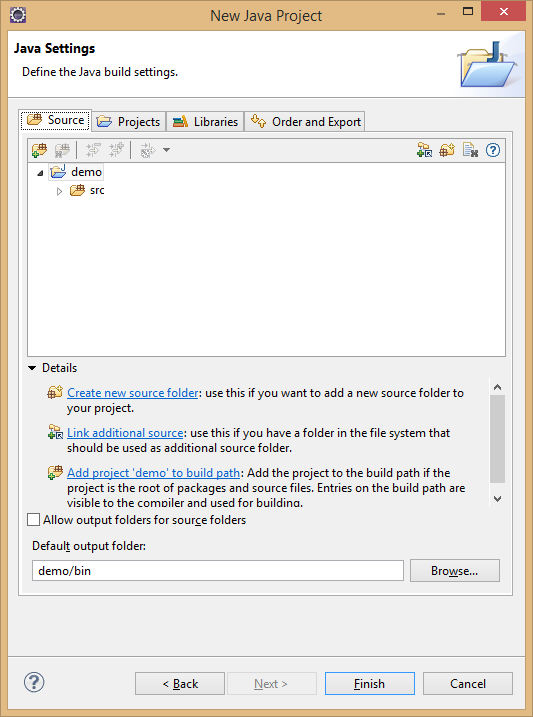 New Java Project
Java Settings
Define the Java build settings.
Source Projects Libraries Order and Export
demo
src
Details
Create new source folder: use this if you want to add a new source folder to
your project.
Link additional source: use this if you have a folder in the file system that
should be used as additional source folder.
Add project 'demo' to build path: Add the project to the build path if the
project is the root of packages and source files. Entries on the build path are
visible to the compiler and used for building.
Allow output folders for source folders
Default output folder:
demo/bin Browse...
< Back Next > Finish Cancel